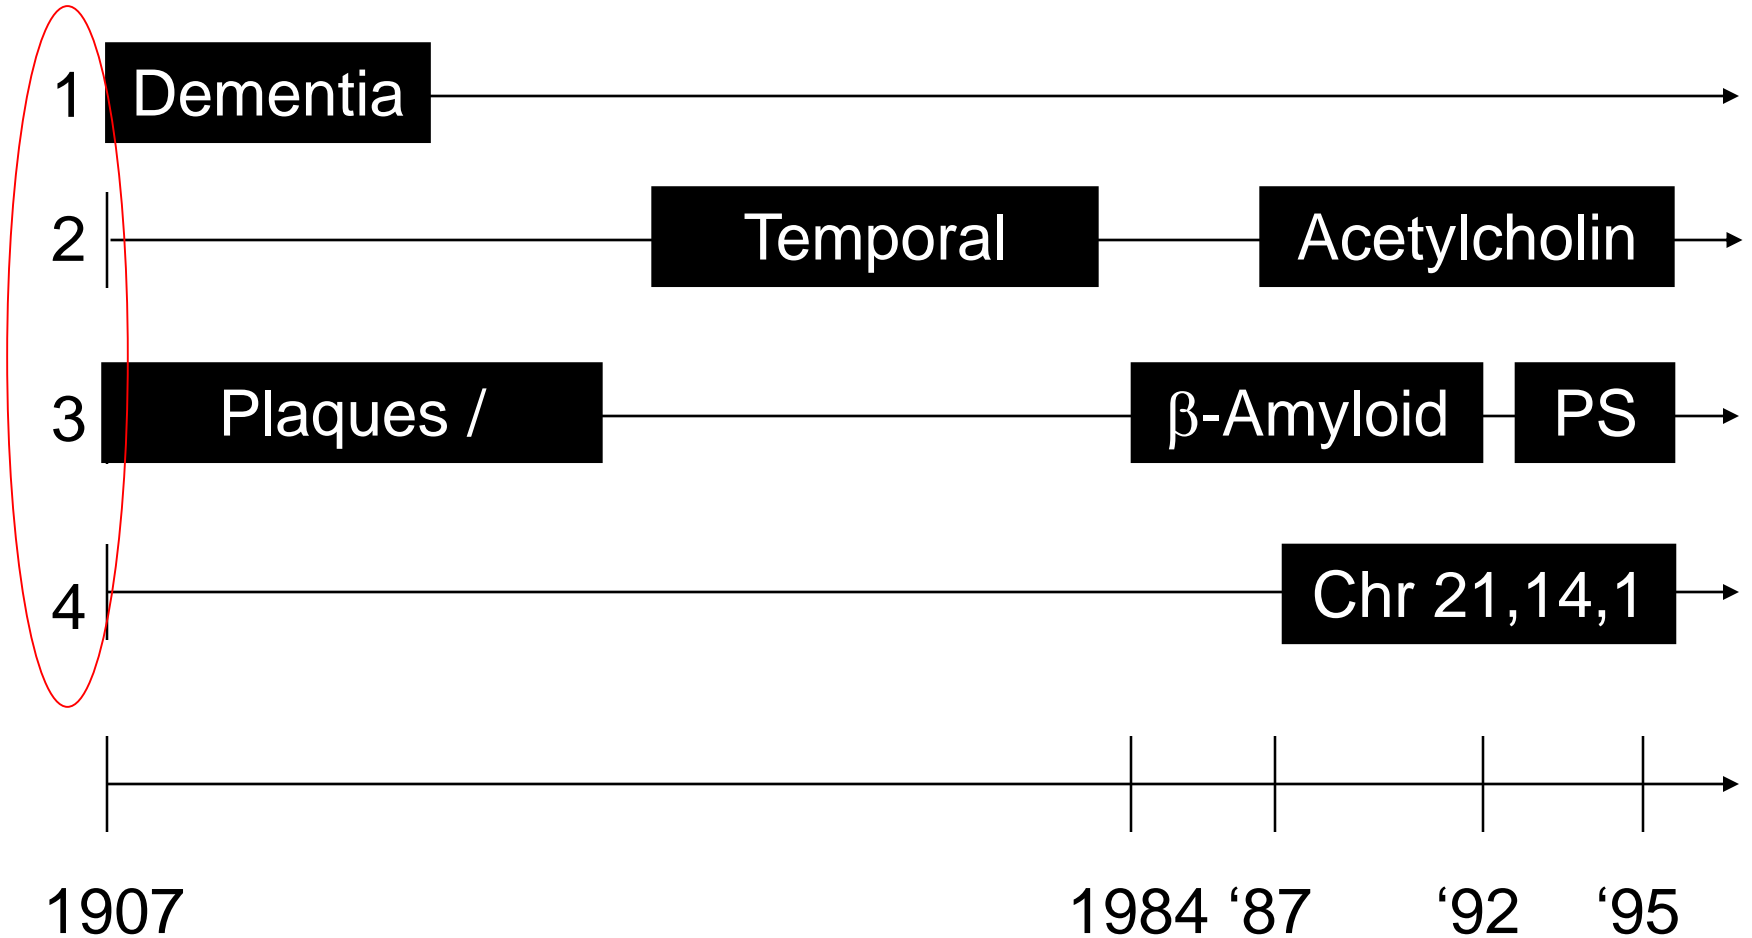 1 Dementia
2 Temporal Acetylcholin
3 Plaques / β-Amyloid PS
4 Chr 21,14,1
1907 1984 ‘87 ‘92 ‘95